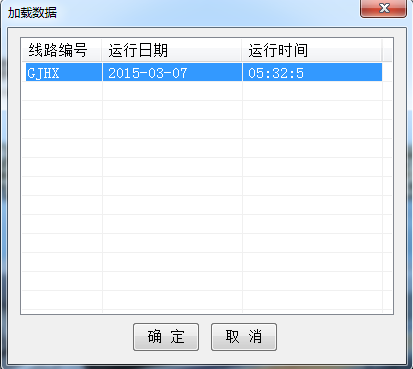 加载数据
线路编号 运行日期 运行时间
GJHX 2015-03-07 05:32:5
确 定 取 消